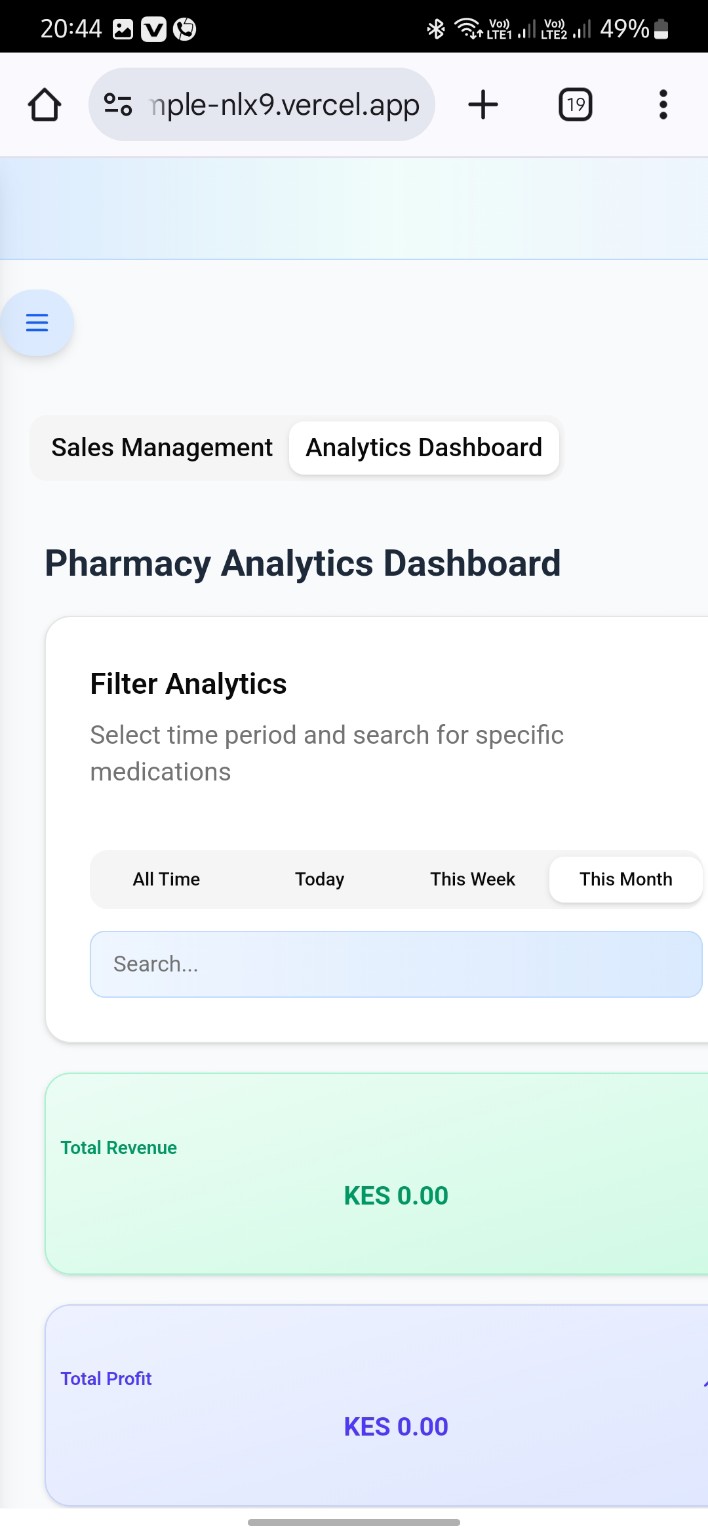 20:44 Vo)) LTE1 Vo)) LTE2 49%
mple-nlx9.vercel.app 19
Sales Management Analytics Dashboard
Pharmacy Analytics Dashboard
Filter Analytics
Select time period and search for specific
medications
All Time Today This Week This Month
Search...
Total Revenue
KES 0.00
Total Profit
KES 0.00